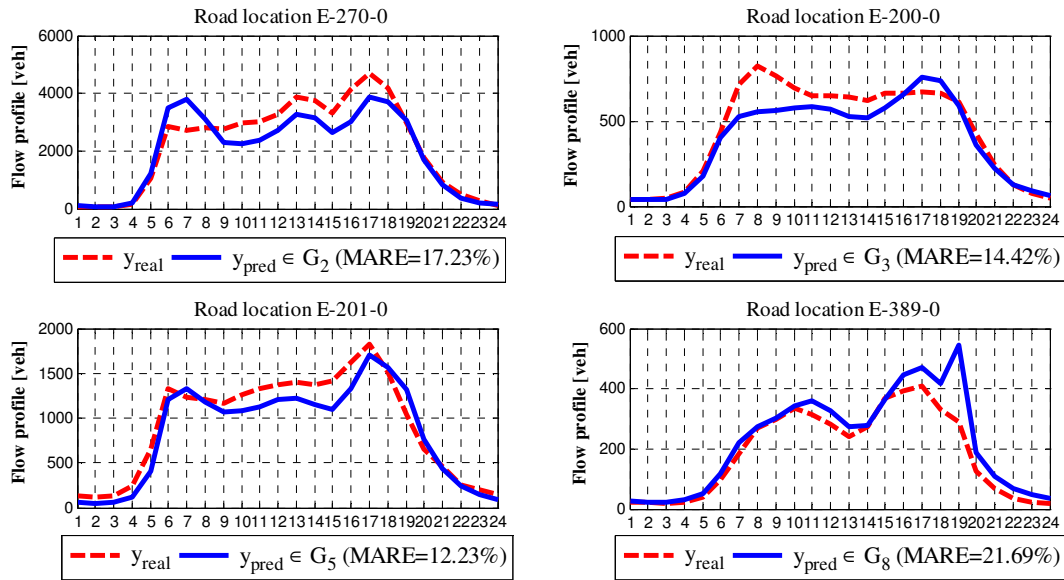 Road location E-270-0
Flow profile [veh]
6000
4000
2000
0
1 2 3 4 5 6 7 8 9 10 11 12 13 14 15 16 17 18 19 20 21 22 23 24
y_real y_pred ∈ G_2 (MARE=17.23%)
Road location E-200-0
Flow profile [veh]
1000
500
0
1 2 3 4 5 6 7 8 9 10 11 12 13 14 15 16 17 18 19 20 21 22 23 24
y_real y_pred ∈ G_3 (MARE=14.42%)
Road location E-201-0
Flow profile [veh]
2000
1500
1000
500
0
1 2 3 4 5 6 7 8 9 10 11 12 13 14 15 16 17 18 19 20 21 22 23 24
y_real y_pred ∈ G_5 (MARE=12.23%)
Road location E-389-0
Flow profile [veh]
600
400
200
0
1 2 3 4 5 6 7 8 9 10 11 12 13 14 15 16 17 18 19 20 21 22 23 24
y_real y_pred ∈ G_8 (MARE=21.69%)